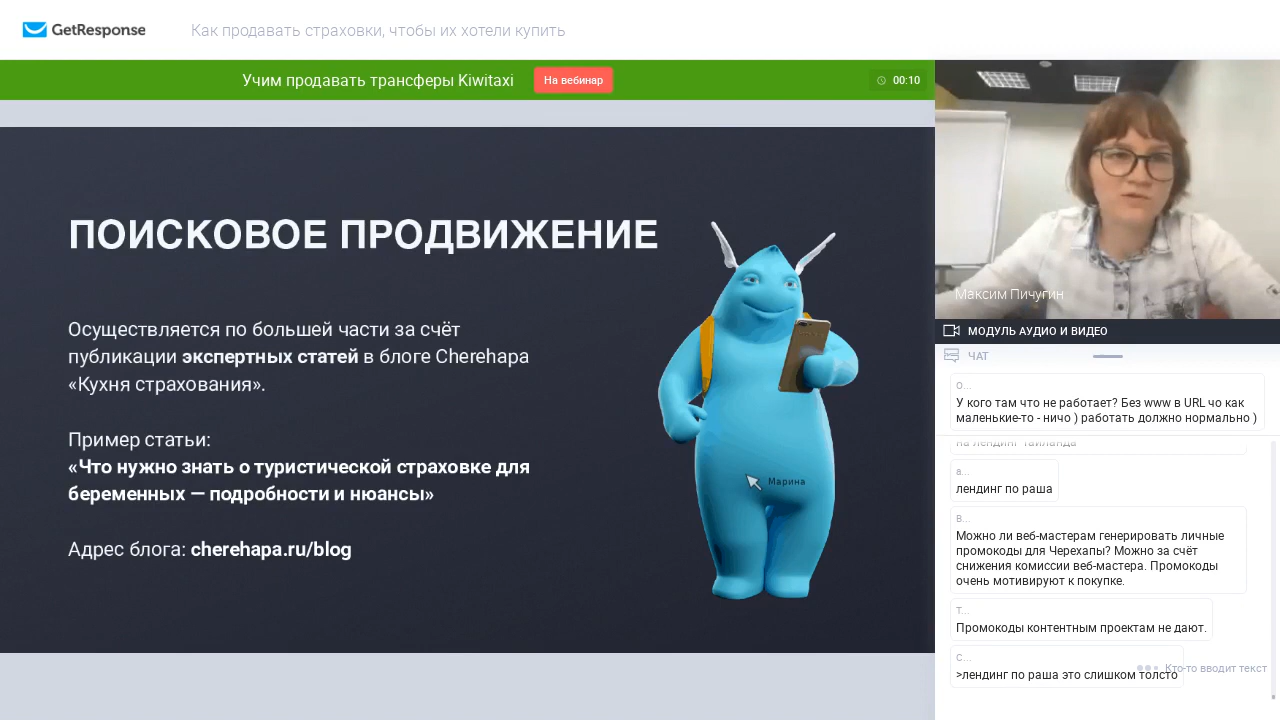 GetResponse
Как продавать страховки, чтобы их хотели купить
Учим продавать трансферы Kiwitaxi
На вебинар
00:10
ПОИСКОВОЕ ПРОДВИЖЕНИЕ
Осуществляется по большей части за счёт
публикации экспертных статей в блоге Cherehapa
«Кухня страхования».
Пример статьи:
«Что нужно знать о туристической страховке для
беременных — подробности и нюансы»
Адрес блога: cherehapa.ru/blog
Марина
Максим Пичугин
МОДУЛЬ АУДИО И ВИДЕО
ЧАТ
О...
У кого там что не работает? Без www в URL чо как
маленькие-то - ничо ) работать должно нормально )
на лендинг Таиланда
а...
лендинг по раша
В...
Можно ли веб-мастерам генерировать личные
промокоды для Черехапы? Можно за счёт
снижения комиссии веб-мастера. Промокоды
очень мотивируют к покупке.
Т...
Промокоды контентным проектам не дают.
С...
>лендинг по раша это слишком толсто
Кто-то вводит текст